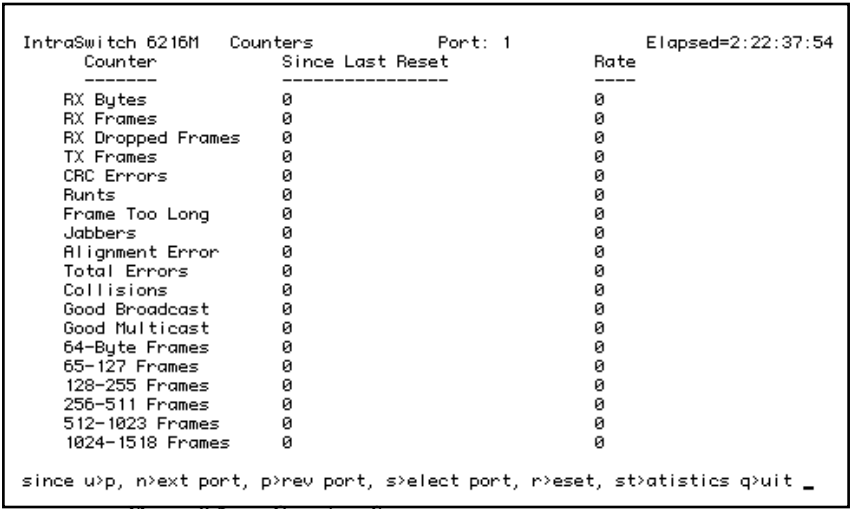 IntraSwitch 6216M Counters Port: 1 Elapsed=2:22:37:54
Counter Since Last Reset Rate
------- ---------------- ----
RX Bytes 0 0
RX Frames 0 0
RX Dropped Frames 0 0
TX Frames 0 0
CRC Errors 0 0
Runts 0 0
Frame Too Long 0 0
Jabbers 0 0
Alignment Error 0 0
Total Errors 0 0
Collisions 0 0
Good Broadcast 0 0
Good Multicast 0 0
64-Byte Frames 0 0
65-127 Frames 0 0
128-255 Frames 0 0
256-511 Frames 0 0
512-1023 Frames 0 0
1024-1518 Frames 0 0
since u>p, n>ext port, p>rev port, s>elect port, r>eset, st>atistics q>uit _